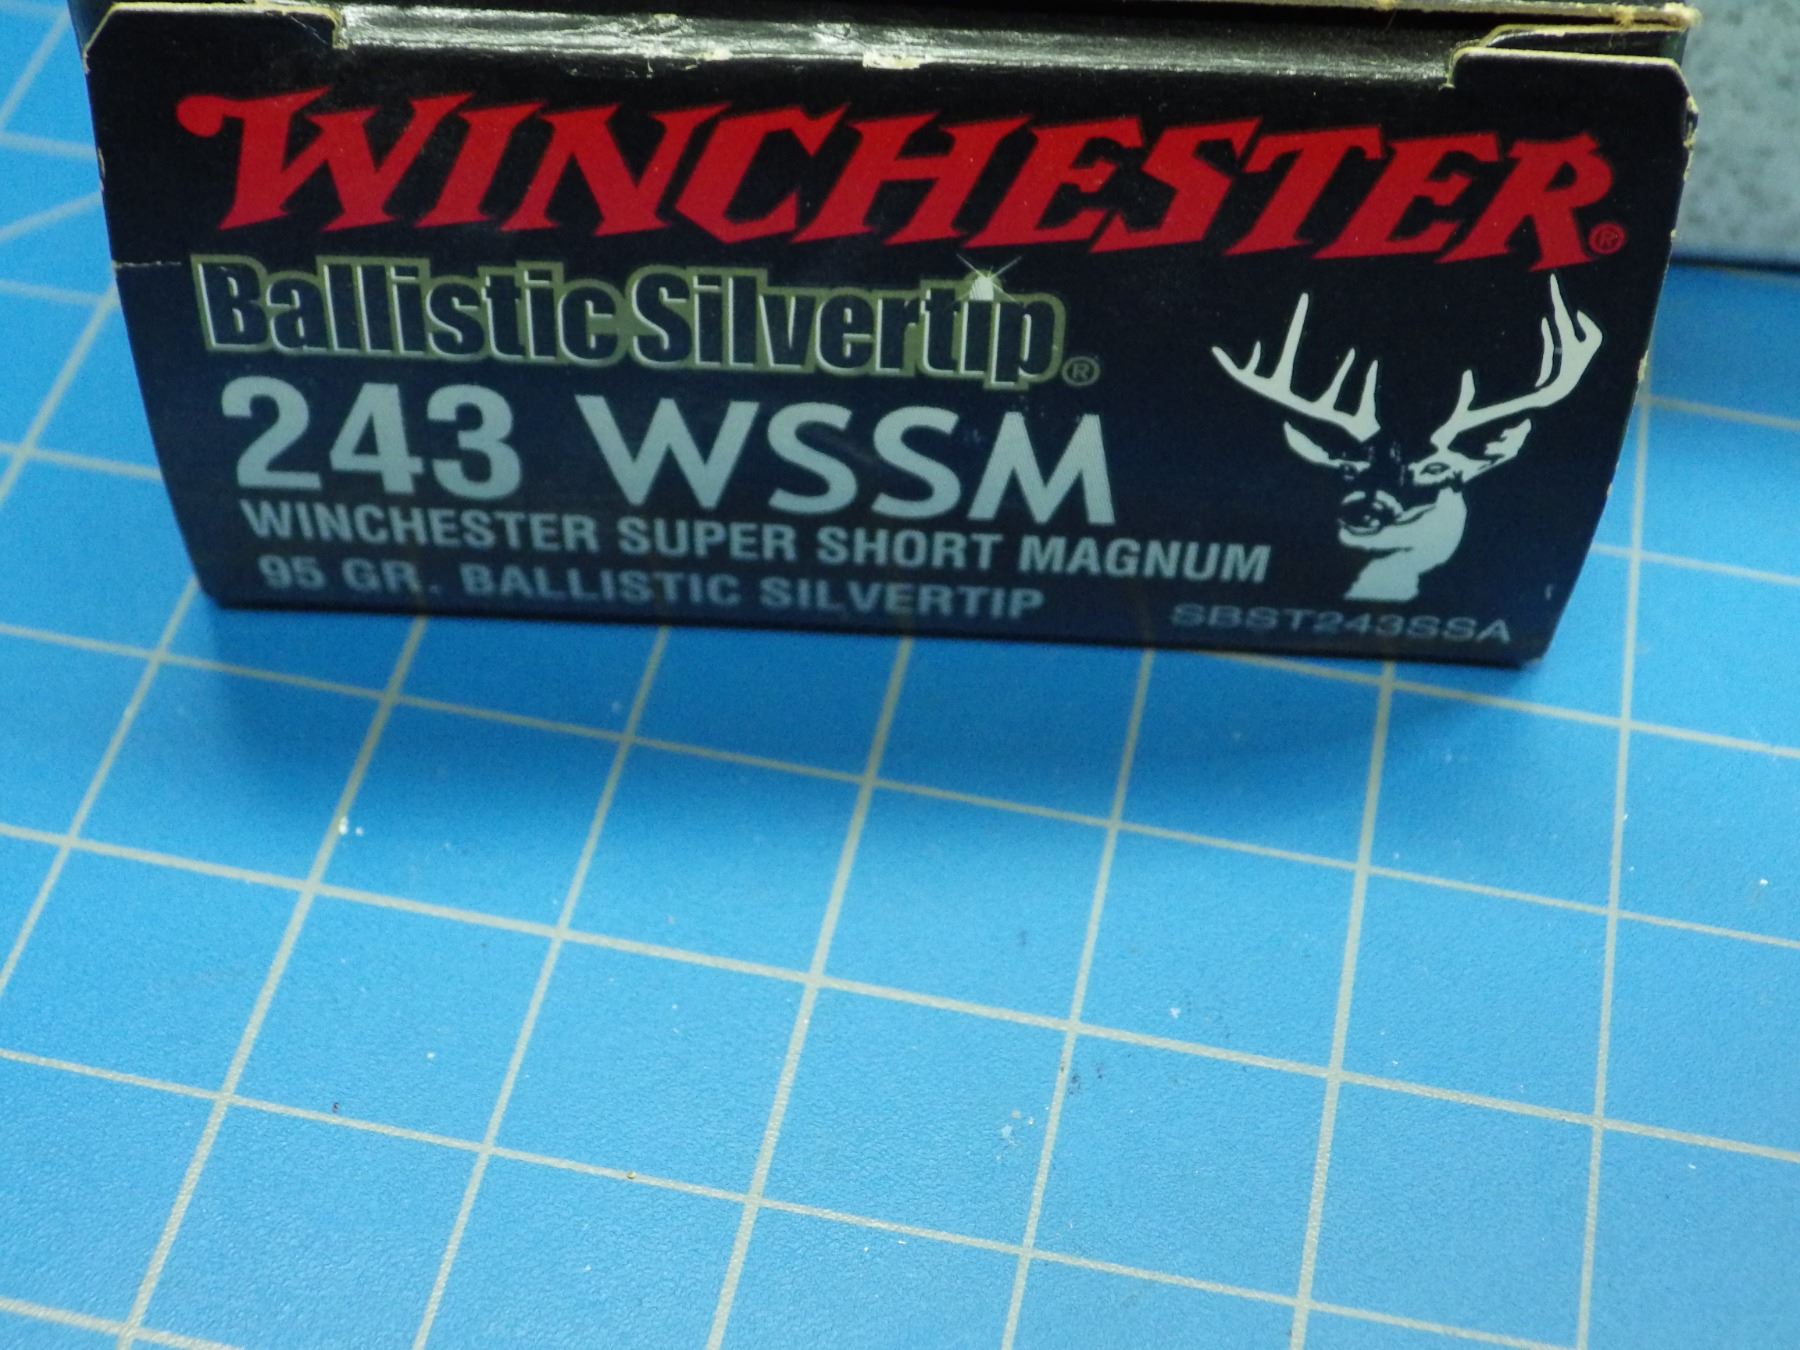 WINCHESTER®
Ballistic Silvertip®
243 WSSM
WINCHESTER SUPER SHORT MAGNUM
95 GR. BALLISTIC SILVERTIP
SBST243SSA